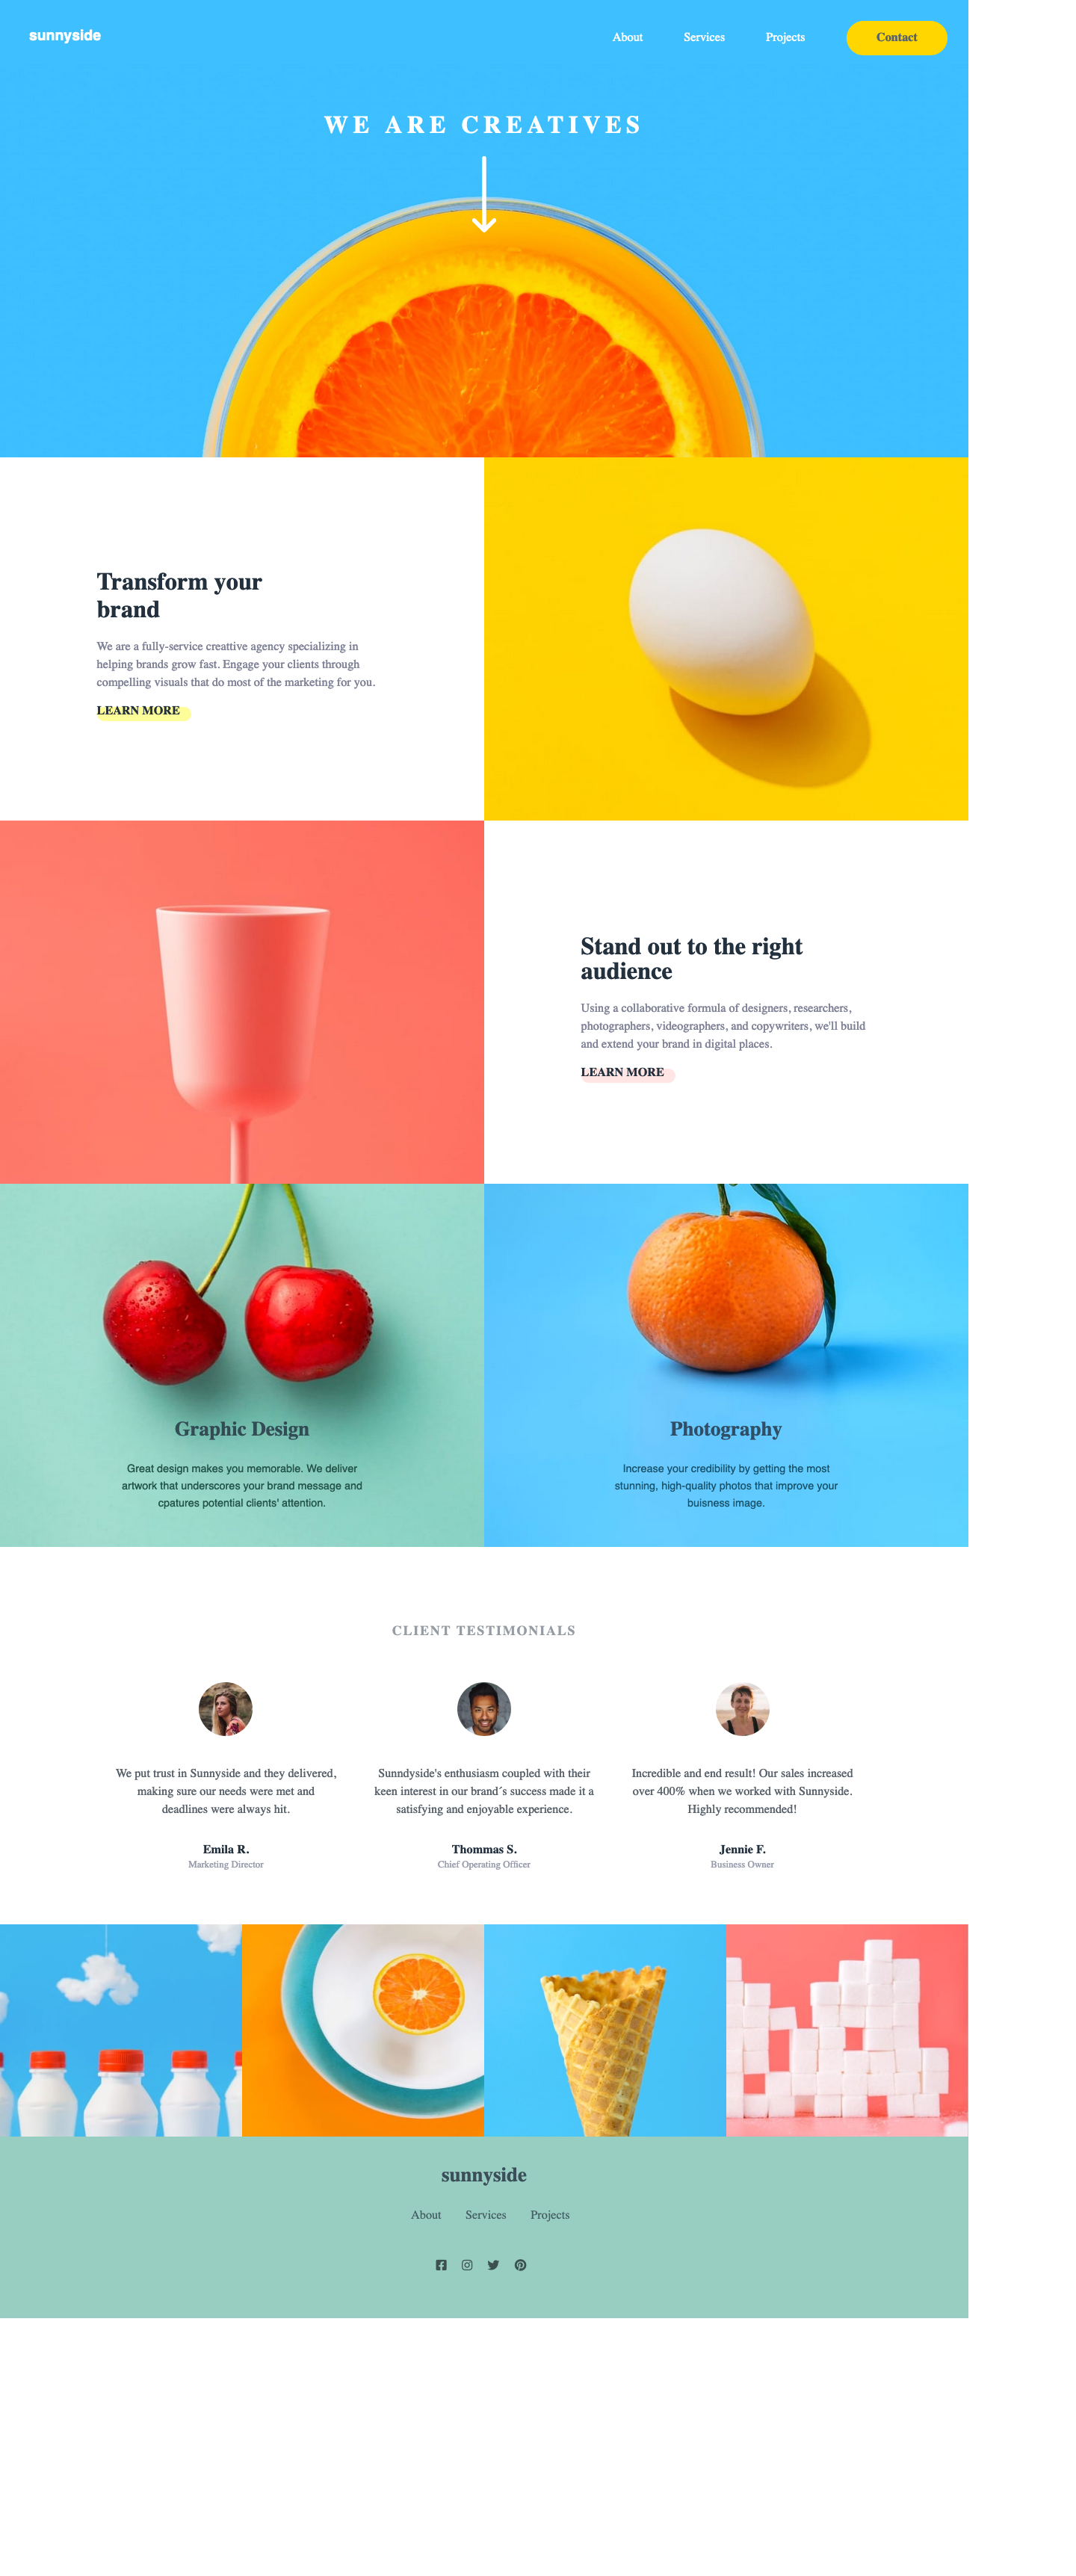 sunnyside
About Services Projects Contact
WE ARE CREATIVES
Transform your
brand
We are a fully-service creattive agency specializing in
helping brands grow fast. Engage your clients through
compelling visuals that do most of the marketing for you.
LEARN MORE
Stand out to the right
audience
Using a collaborative formula of designers, researchers,
photographers, videographers, and copywriters, we'll build
and extend your brand in digital places.
LEARN MORE
Graphic Design
Great design makes you memorable. We deliver
artwork that underscores your brand message and
cpatures potential clients' attention.
Photography
Increase your credibility by getting the most
stunning, high-quality photos that improve your
buisness image.
CLIENT TESTIMONIALS
We put trust in Sunnyside and they delivered,
making sure our needs were met and
deadlines were always hit.
Emila R.
Marketing Director
Sunndyside's enthusiasm coupled with their
keen interest in our brand´s success made it a
satisfying and enjoyable experience.
Thommas S.
Chief Operating Officer
Incredible and end result! Our sales increased
over 400% when we worked with Sunnyside.
Highly recommended!
Jennie F.
Business Owner
sunnyside
About Services Projects